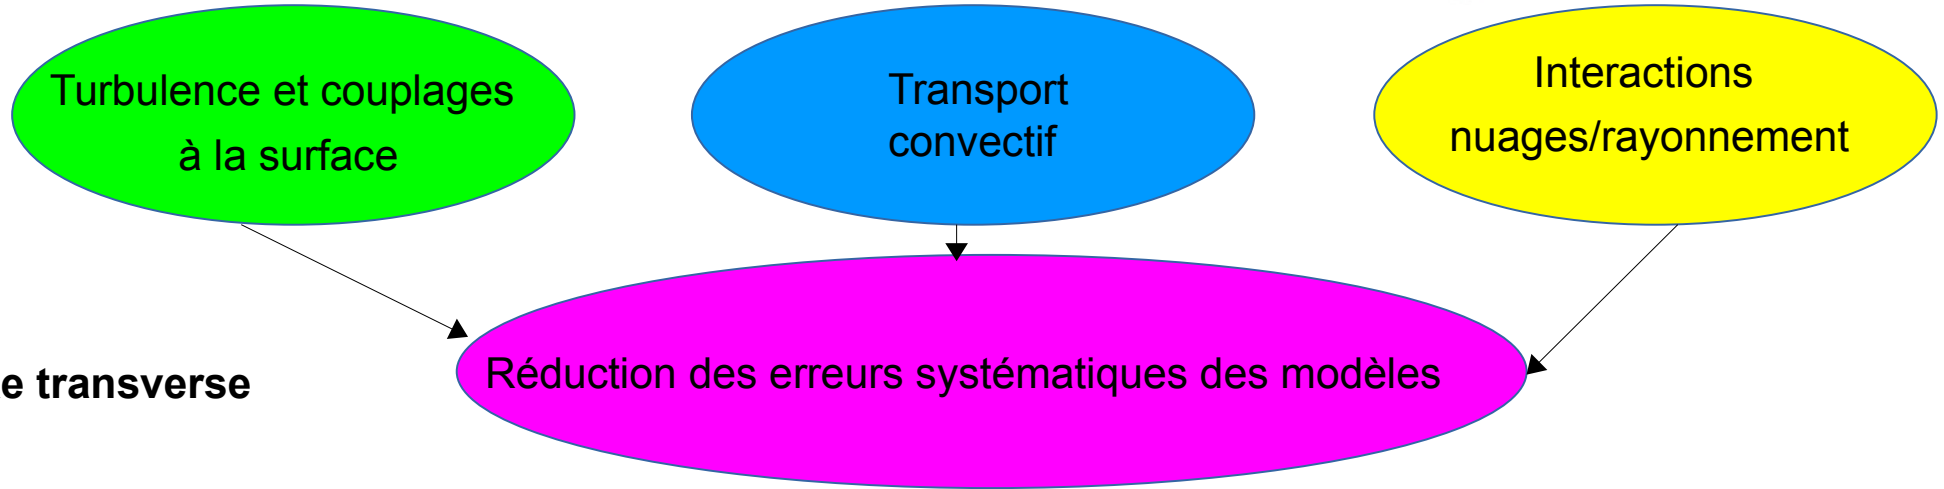 Turbulence et couplages
à la surface
Transport
convectif
Interactions
nuages/rayonnement
Réduction des erreurs systématiques des modèles
e transverse